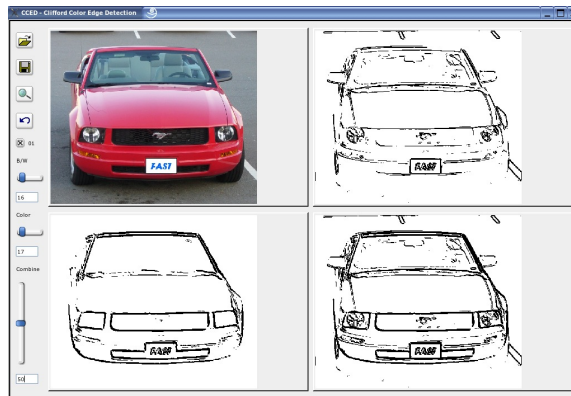 CCED - Clifford Color Edge Detection
01
B/W
16
Color
17
Combine
50
FAST
FAST
FAST
FAST